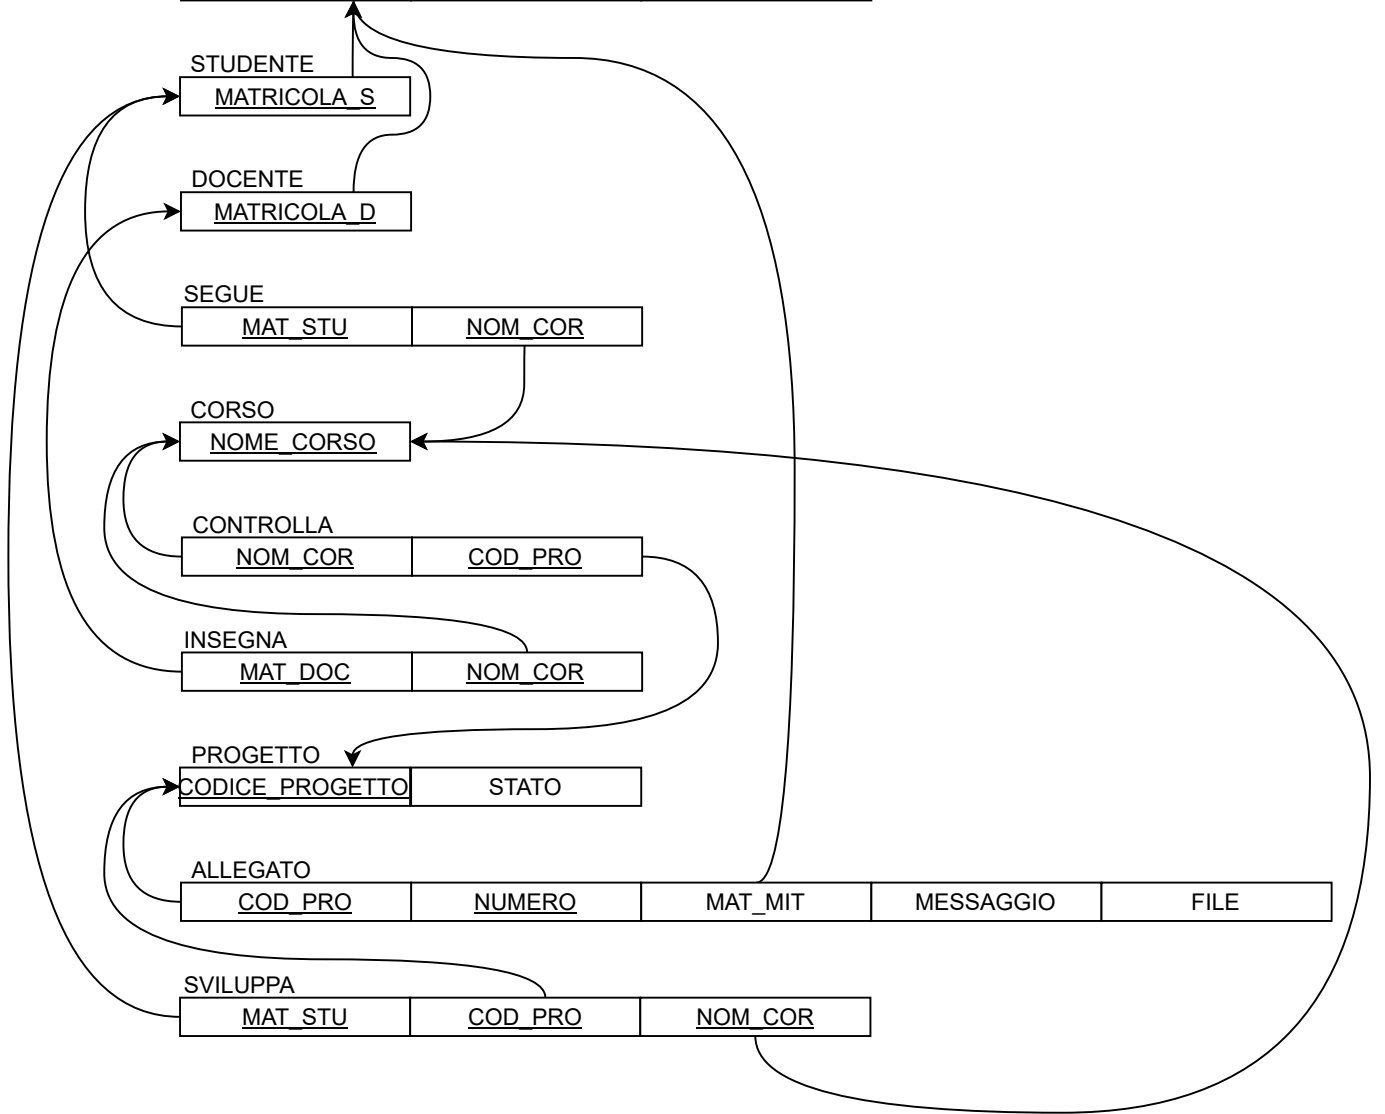 STUDENTE
MATRICOLA_S
DOCENTE
MATRICOLA_D
SEGUE
MAT_STU NOM_COR
CORSO
NOME_CORSO
CONTROLLA
NOM_COR COD_PRO
INSEGNA
MAT_DOC NOM_COR
PROGETTO
CODICE_PROGETTO STATO
ALLEGATO
COD_PRO NUMERO MAT_MIT MESSAGGIO FILE
SVILUPPA
MAT_STU COD_PRO NOM_COR